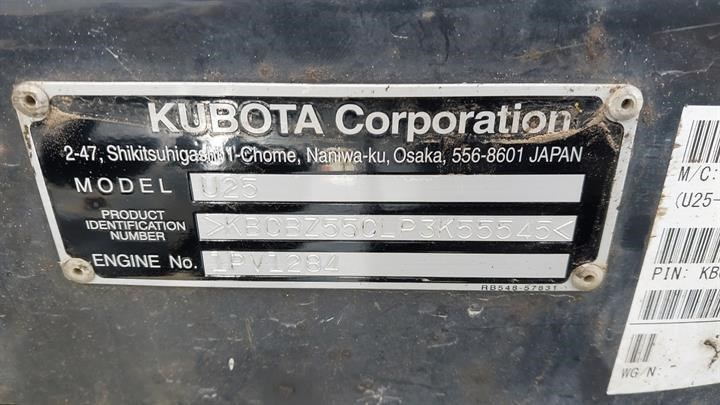 KUBOTA Corporation
2-47, Shikitsuhigashi 1-Chome, Naniwa-ku, Osaka, 556-8601 JAPAN
MODEL U25
PRODUCT IDENTIFICATION NUMBER >KBCBZ550LP3K55545<
ENGINE No. 1PV1284
RB548-57831
M/C:
(U25-
PIN: KB
WG/N: